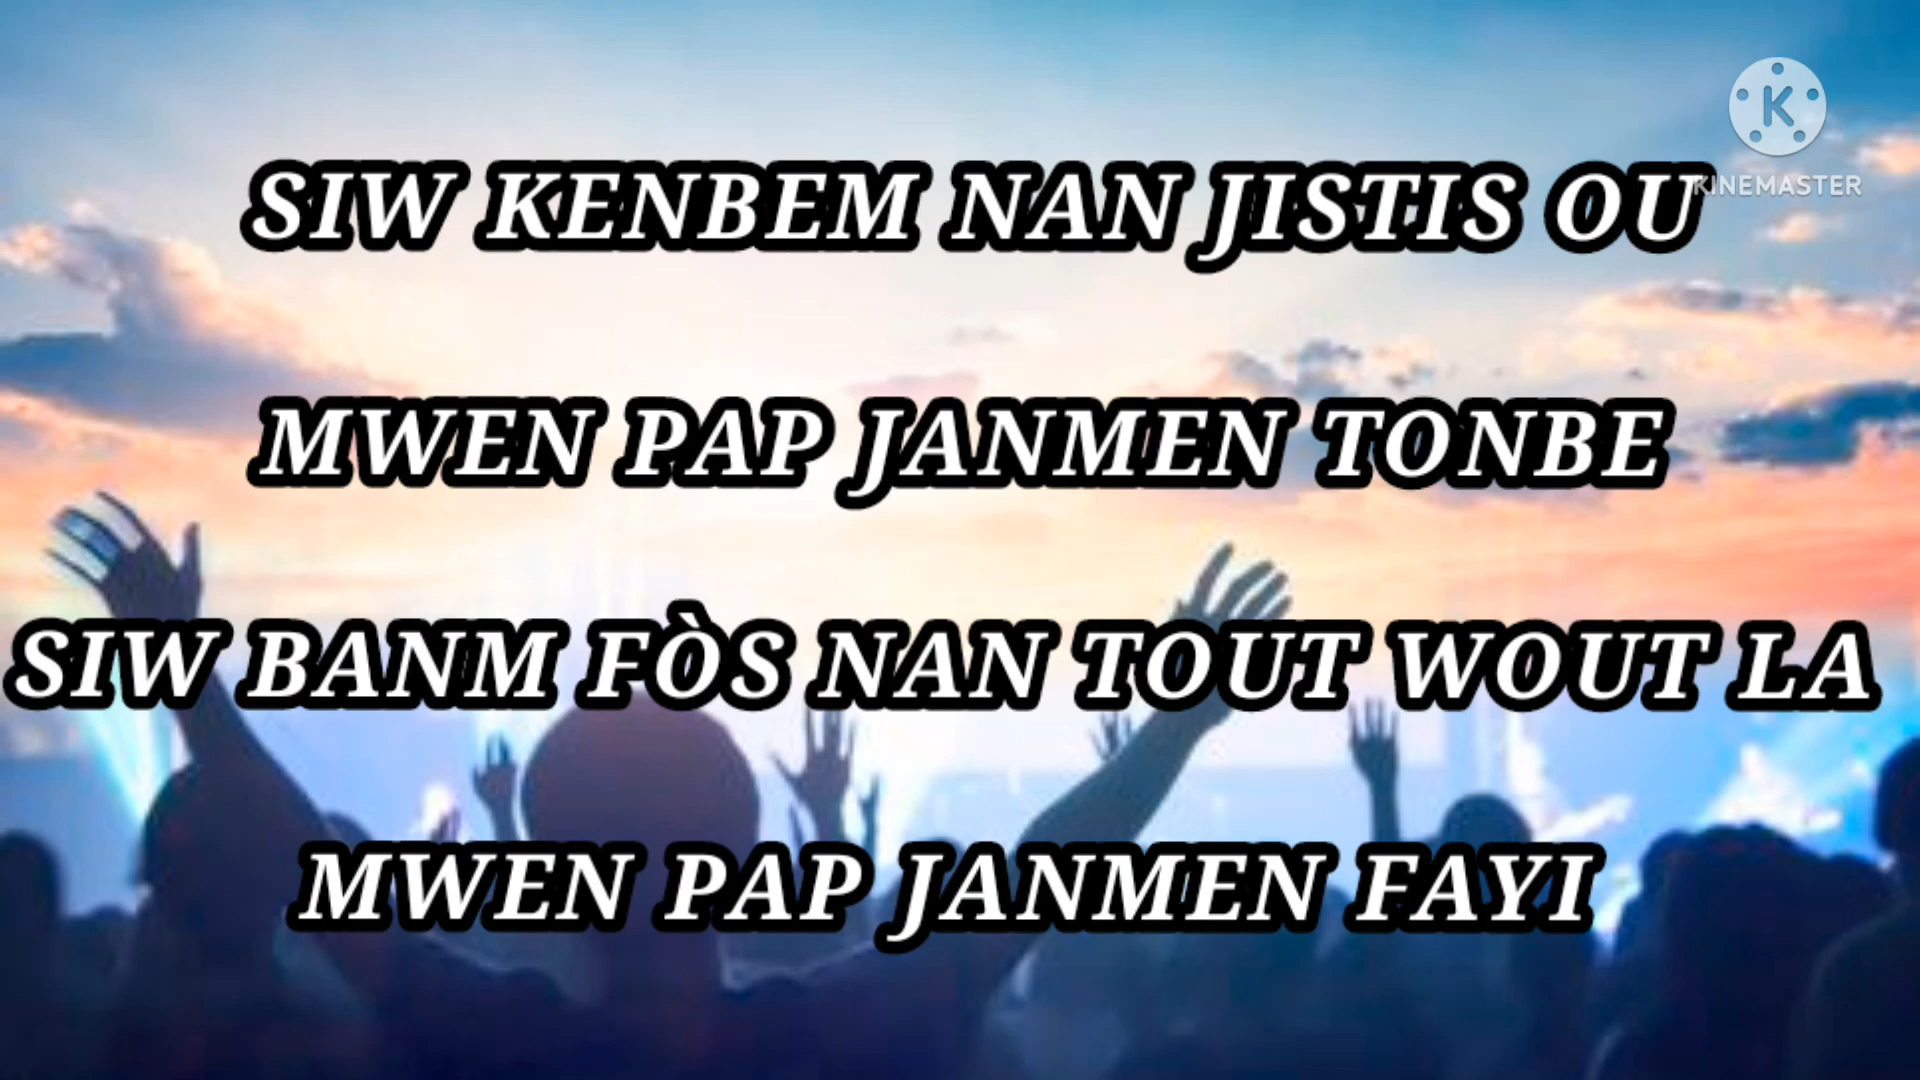 SIW KENBEM NAN JISTIS OU
KINEMASTER
MWEN PAP JANMEN TONBE
SIW BANM FÒS NAN TOUT WOUT LA
MWEN PAP JANMEN FAYI